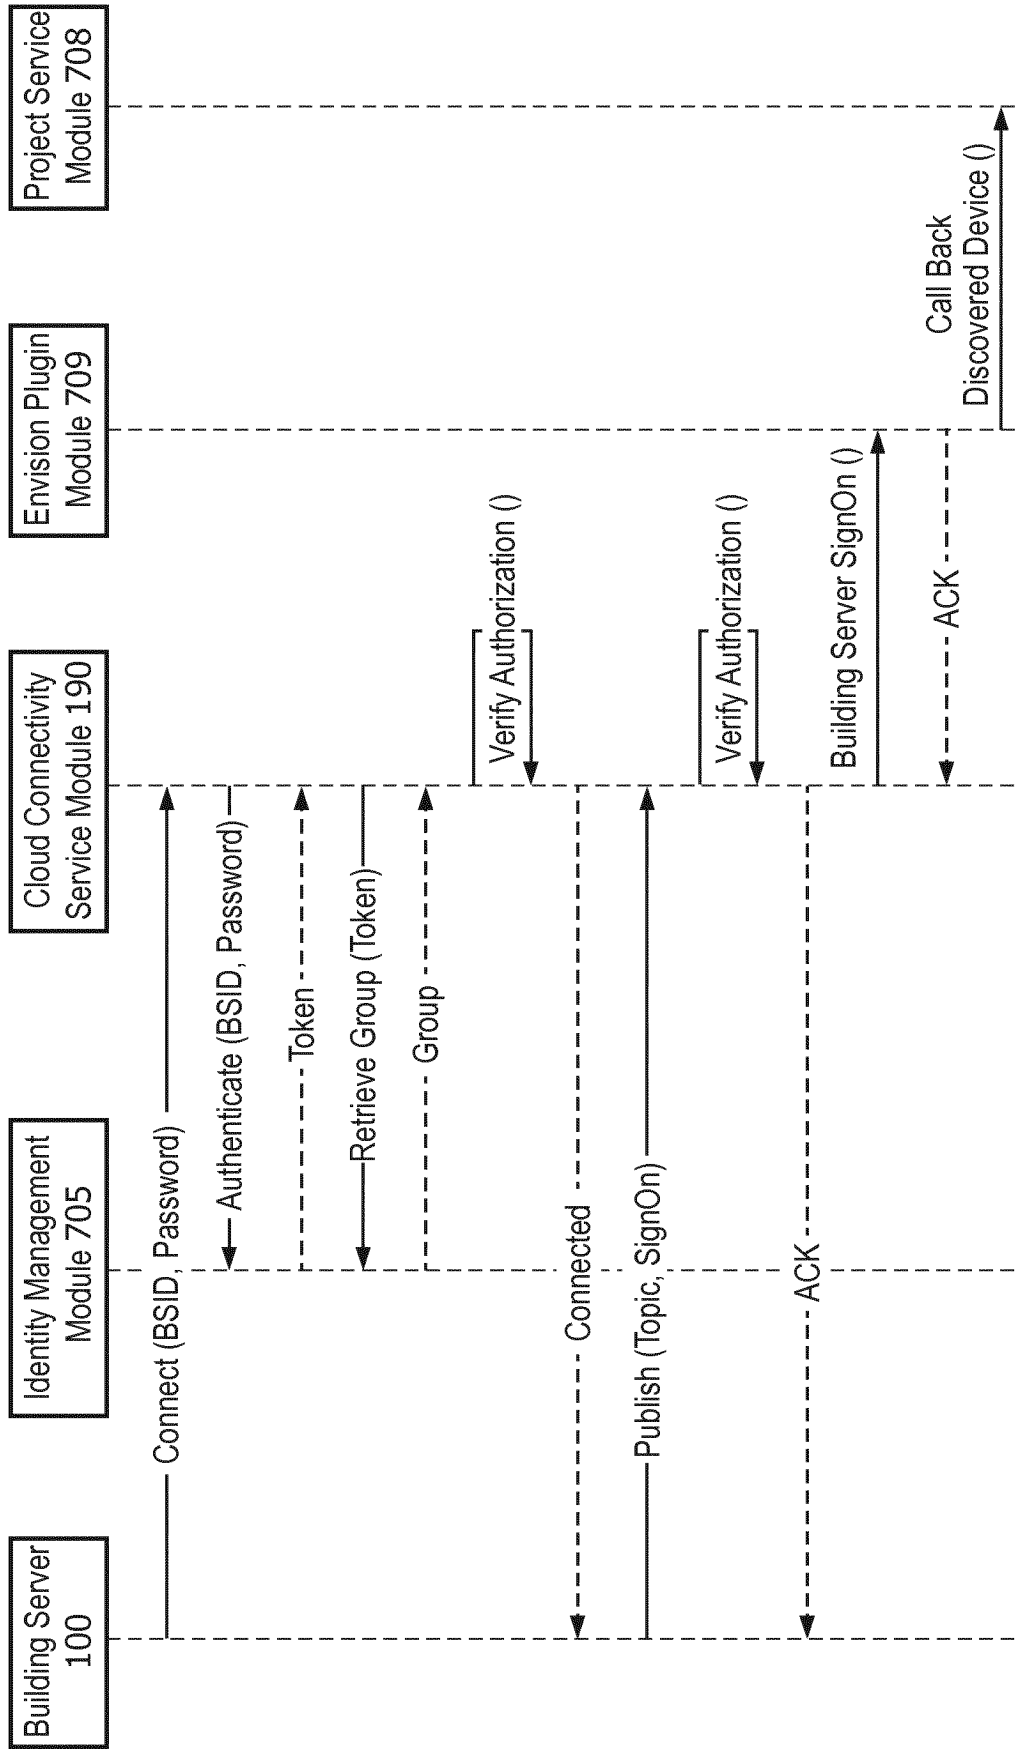 Building Server
100
Identity Management
Module 705
Cloud Connectivity
Service Module 190
Envision Plugin
Module 709
Project Service
Module 708
Connect (BSID, Password)
Authenticate (BSID, Password)
Token
Retrieve Group (Token)
Group
Verify Authorization ()
Connected
Publish (Topic, SignOn)
Verify Authorization ()
ACK
Building Server SignOn ()
ACK
Call Back
Discovered Device ()